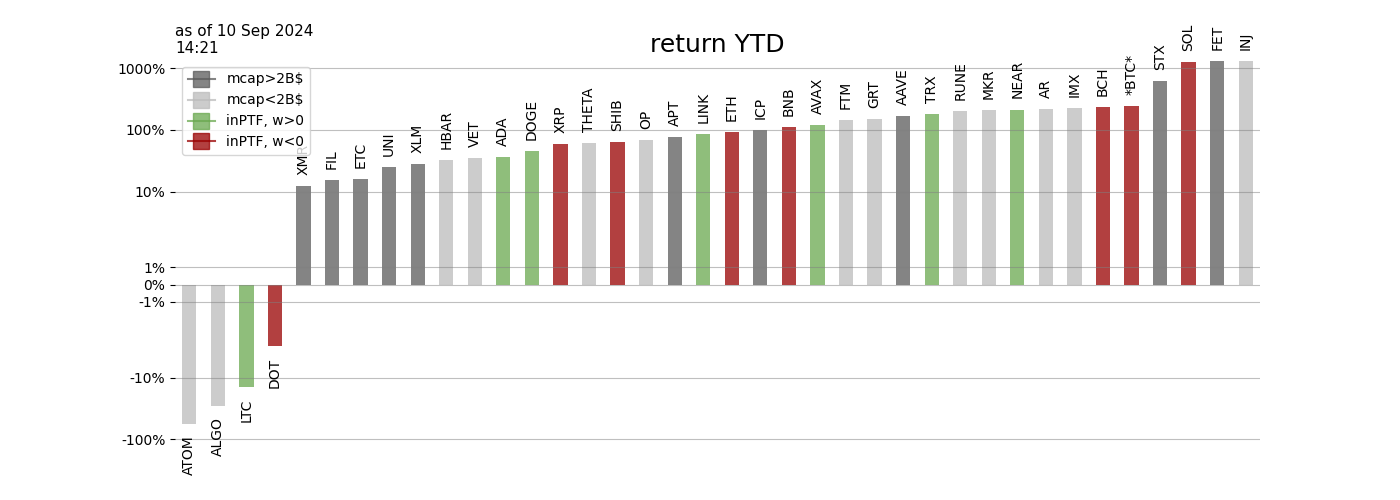 as of 10 Sep 2024
14:21
return YTD
1000%
100%
10%
1%
0%
-1%
-10%
-100%
mcap>2B$
mcap<2B$
inPTF, w>0
inPTF, w<0
ATOM
ALGO
LTC
DOT
XMR
FIL
ETC
UNI
XLM
HBAR
VET
ADA
DOGE
XRP
THETA
SHIB
OP
APT
LINK
ETH
ICP
BNB
AVAX
FTM
GRT
AAVE
TRX
RUNE
MKR
NEAR
AR
IMX
BCH
*BTC*
STX
SOL
FET
INJ